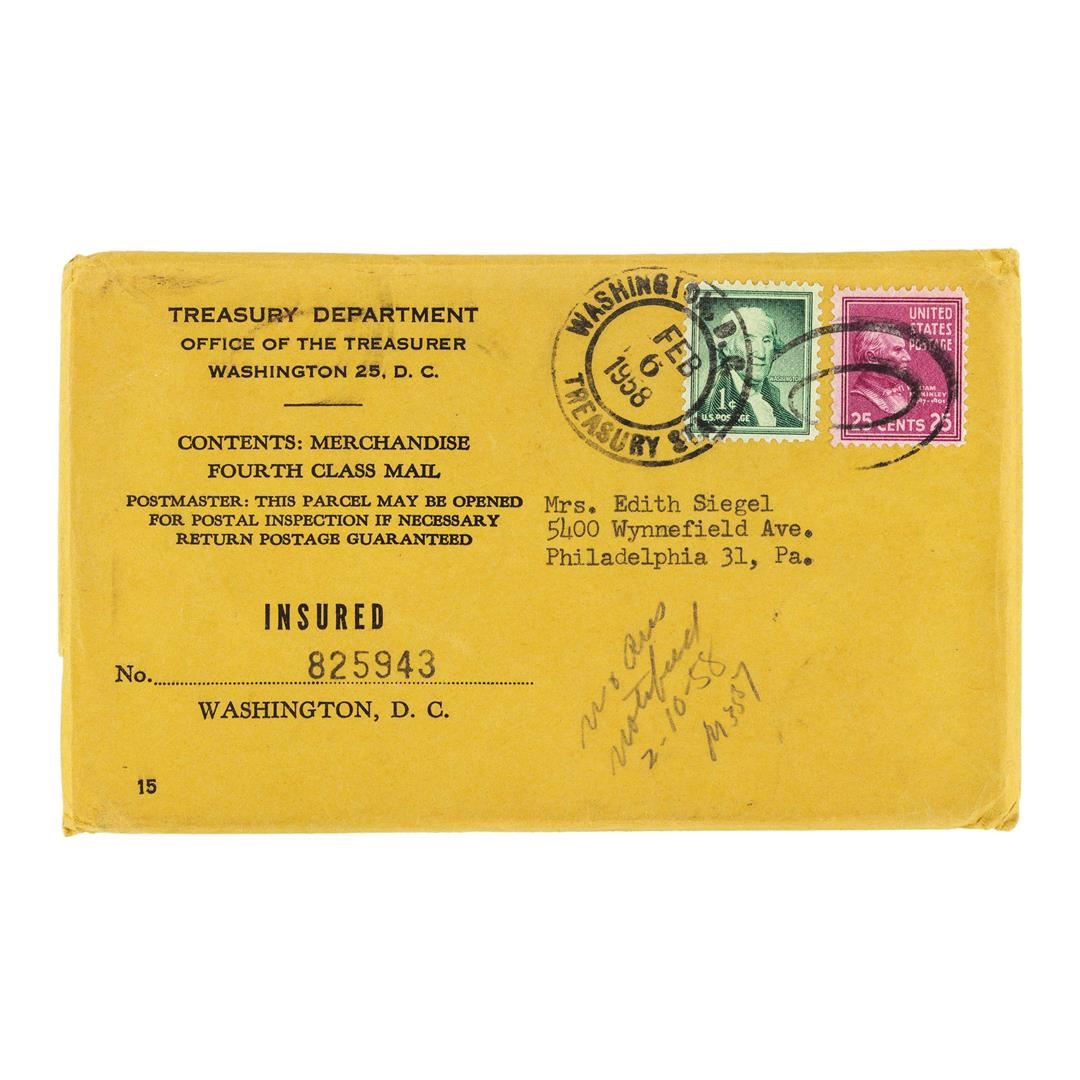 TREASURY DEPARTMENT
OFFICE OF THE TREASURER
WASHINGTON 25, D. C.
CONTENTS: MERCHANDISE
FOURTH CLASS MAIL
POSTMASTER: THIS PARCEL MAY BE OPENED
FOR POSTAL INSPECTION IF NECESSARY
RETURN POSTAGE GUARANTEED
INSURED
No. 825943
WASHINGTON, D. C.
15
WASHINGTON, D. C.
FEB
6
1958
TREASURY
WASHINGTON
1¢
U.S. POSTAGE
UNITED
STATES
POSTAGE
25 CENTS 25
Mrs. Edith Siegel
5400 Wynnefield Ave.
Philadelphia 31, Pa.
no ans
notified
2-10-58